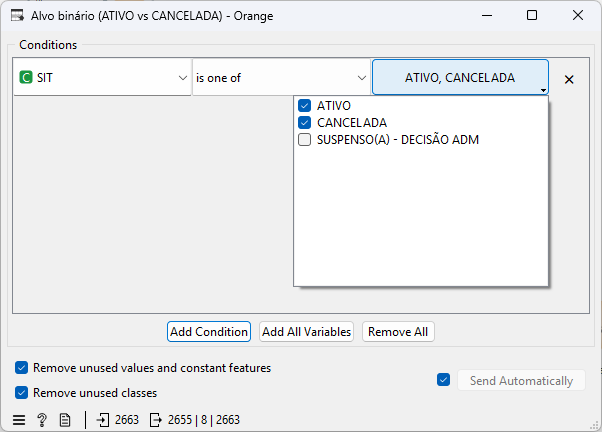 Alvo binário (ATIVO vs CANCELADA) - Orange
Conditions
C SIT
is one of
ATIVO, CANCELADA
ATIVO
CANCELADA
SUSPENSO(A) - DECISÃO ADM
Add Condition
Add All Variables
Remove All
Remove unused values and constant features
Remove unused classes
Send Automatically
2663
2655 | 8 | 2663